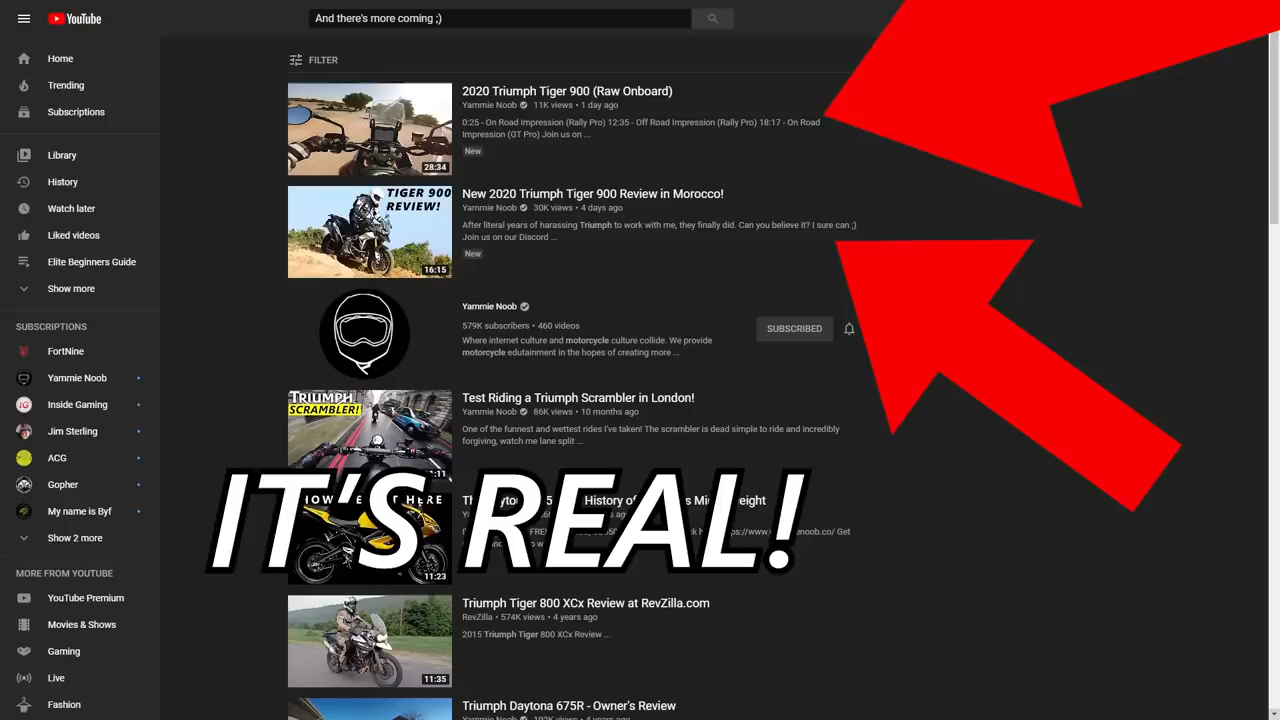 YouTube
And there's more coming ;)
Home
Trending
Subscriptions
Library
History
Watch later
Liked videos
Elite Beginners Guide
Show more
SUBSCRIPTIONS
FortNine
Yammie Noob
Inside Gaming
Jim Sterling
ACG
Gopher
My name is Byf
Show 2 more
MORE FROM YOUTUBE
YouTube Premium
Movies & Shows
Gaming
Live
Fashion
FILTER
28:34
2020 Triumph Tiger 900 (Raw Onboard)
Yammie Noob 11K views • 1 day ago
0:25 - On Road Impression (Rally Pro) 12:35 - Off Road Impression (Rally Pro) 18:17 - On Road
Impression (GT Pro) Join us on ...
New
TIGER 900
REVIEW!
16:15
New 2020 Triumph Tiger 900 Review in Morocco!
Yammie Noob 30K views • 4 days ago
After literal years of harassing Triumph to work with me, they finally did. Can you believe it? I sure can ;)
Join us on our Discord ...
New
Yammie Noob
579K subscribers • 460 videos
Where internet culture and motorcycle culture collide. We provide
motorcycle edutainment in the hopes of creating more ...
SUBSCRIBED
TRIUMPH
SCRAMBLER!
Test Riding a Triumph Scrambler in London!
Yammie Noob 86K views • 10 months ago
One of the funnest and wettest rides I've taken! The scrambler is dead simple to ride and incredibly
forgiving, watch me lane split ...
IT'S REAL!
History of
11:23
Triumph Tiger 800 XCx Review at RevZilla.com
RevZilla • 574K views • 4 years ago
2015 Triumph Tiger 800 XCx Review ...
11:35
Triumph Daytona 675R - Owner's Review